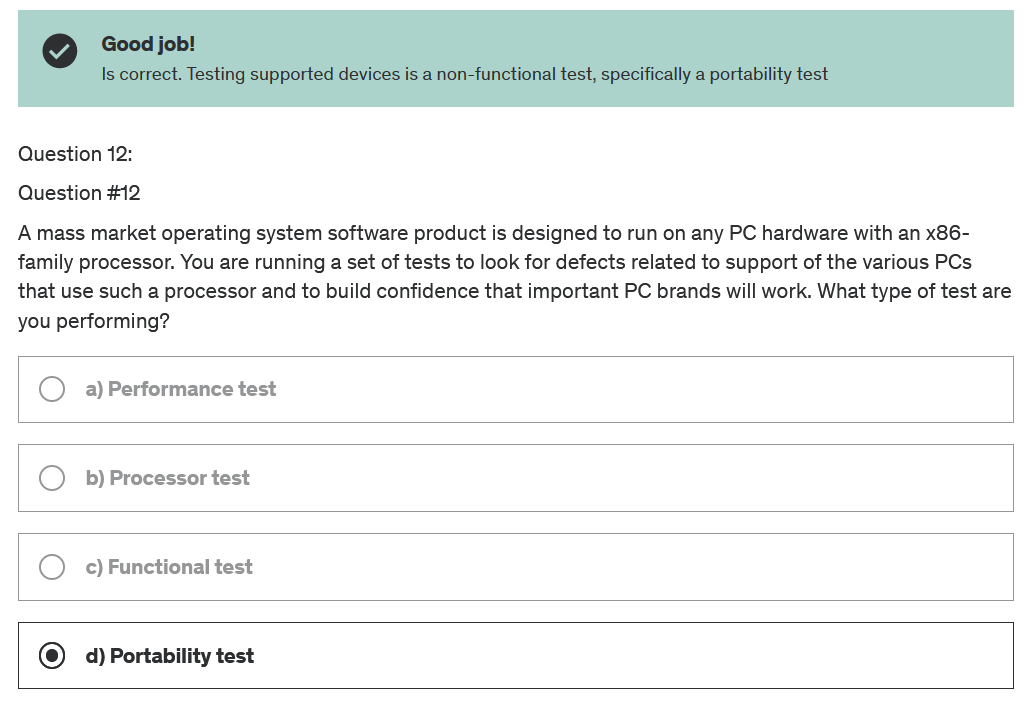 Good job!
Is correct. Testing supported devices is a non-functional test, specifically a portability test
Question 12:
Question #12
A mass market operating system software product is designed to run on any PC hardware with an x86-
family processor. You are running a set of tests to look for defects related to support of the various PCs
that use such a processor and to build confidence that important PC brands will work. What type of test are
you performing?
a) Performance test
b) Processor test
c) Functional test
d) Portability test